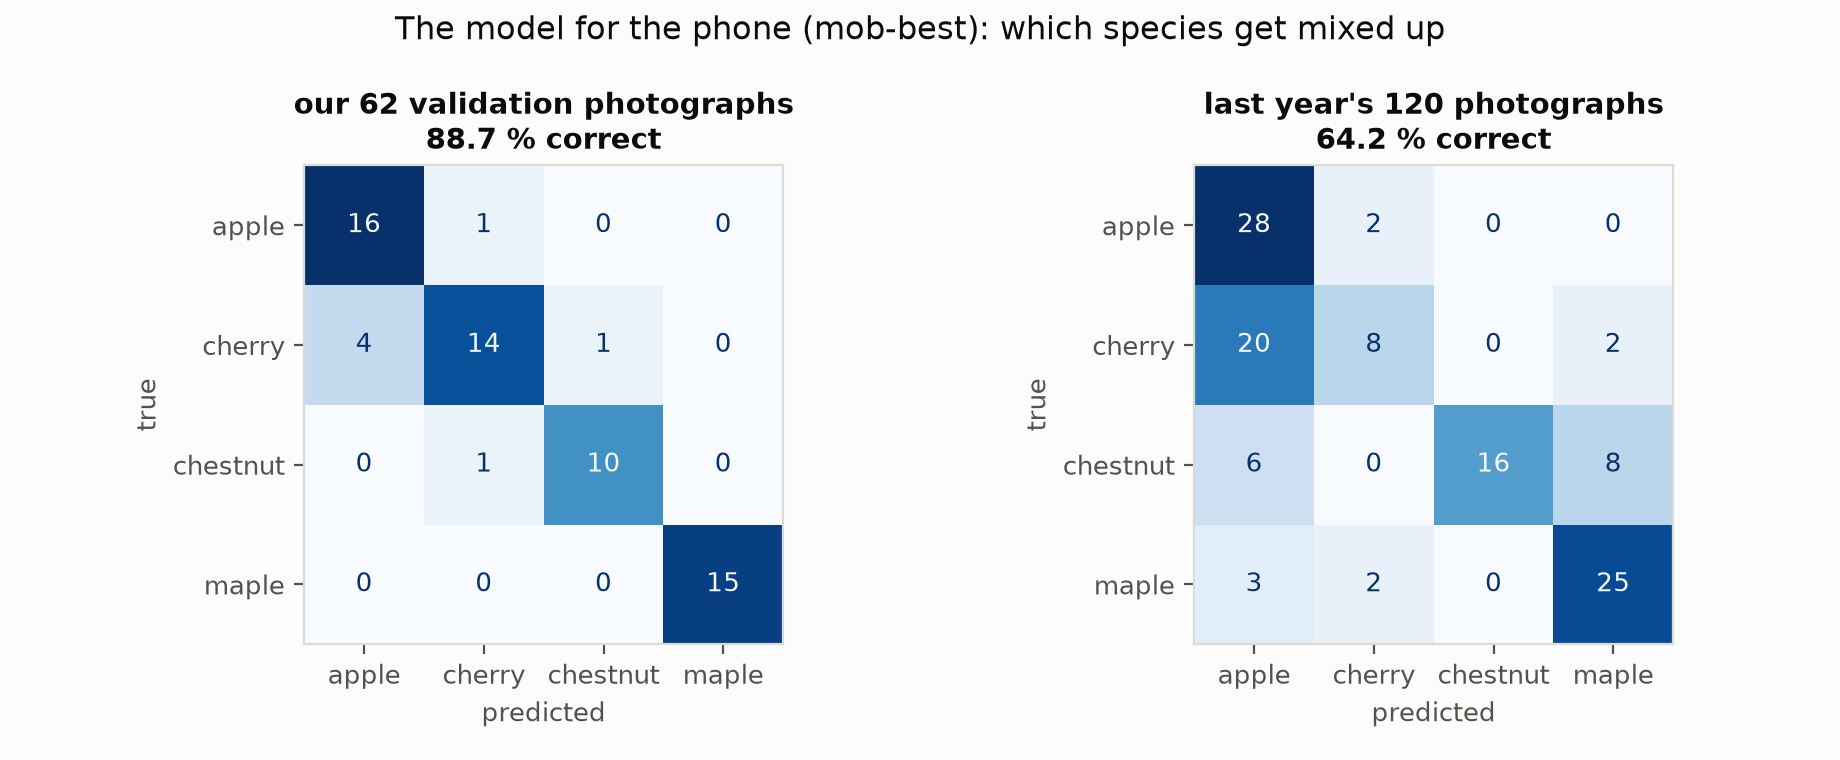 The model for the phone (mob-best): which species get mixed up
our 62 validation photographs
88.7 % correct
true
apple 16 1 0 0
cherry 4 14 1 0
chestnut 0 1 10 0
maple 0 0 0 15
apple cherry chestnut maple
predicted
last year's 120 photographs
64.2 % correct
true
apple 28 2 0 0
cherry 20 8 0 2
chestnut 6 0 16 8
maple 3 2 0 25
apple cherry chestnut maple
predicted